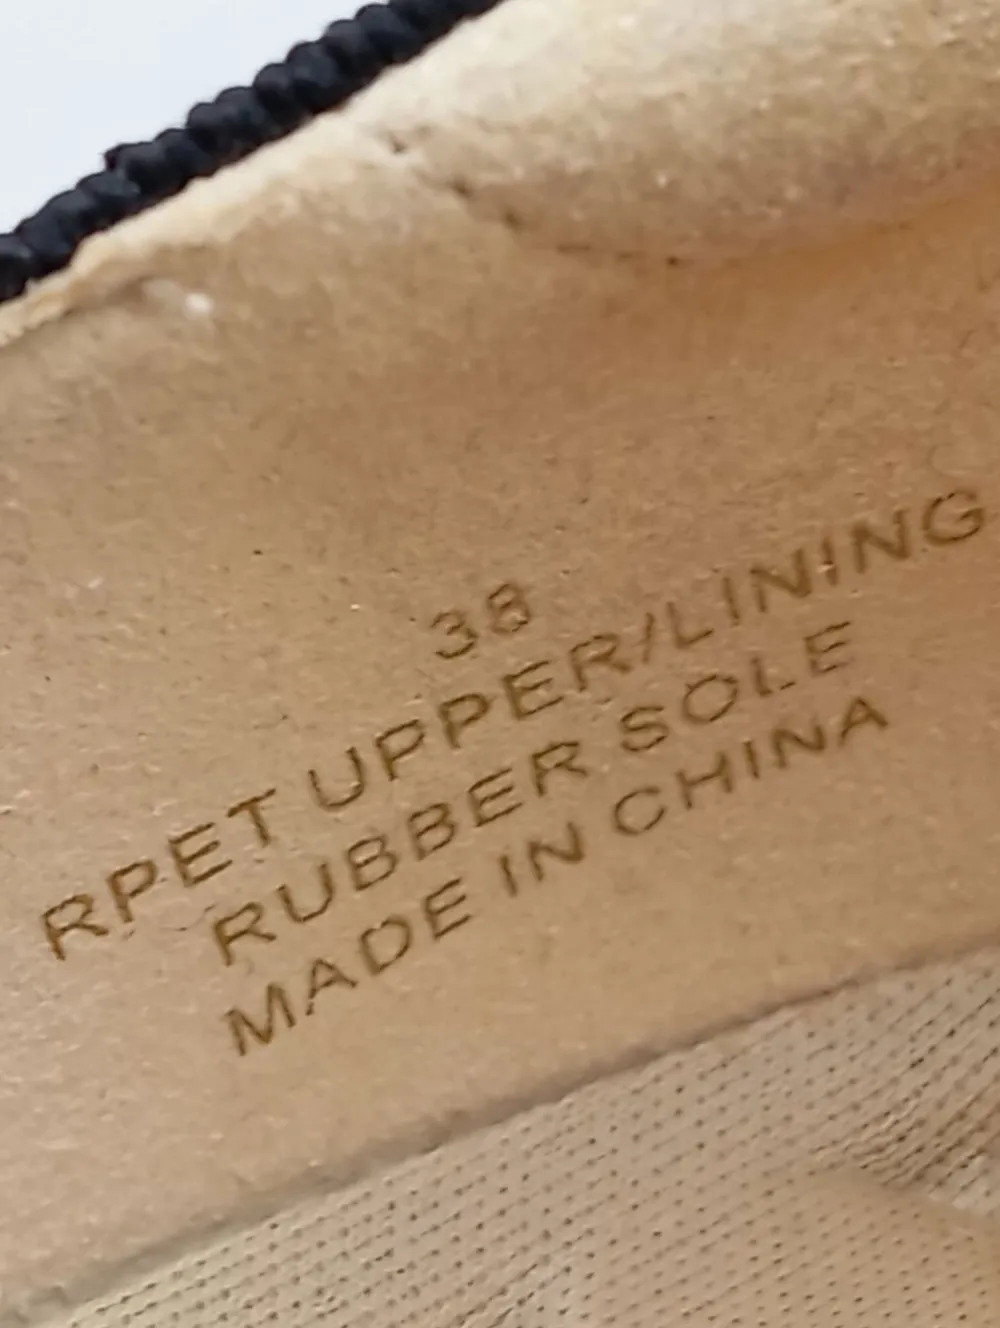 38
RPET UPPER/LINING
RUBBER SOLE
MADE IN CHINA